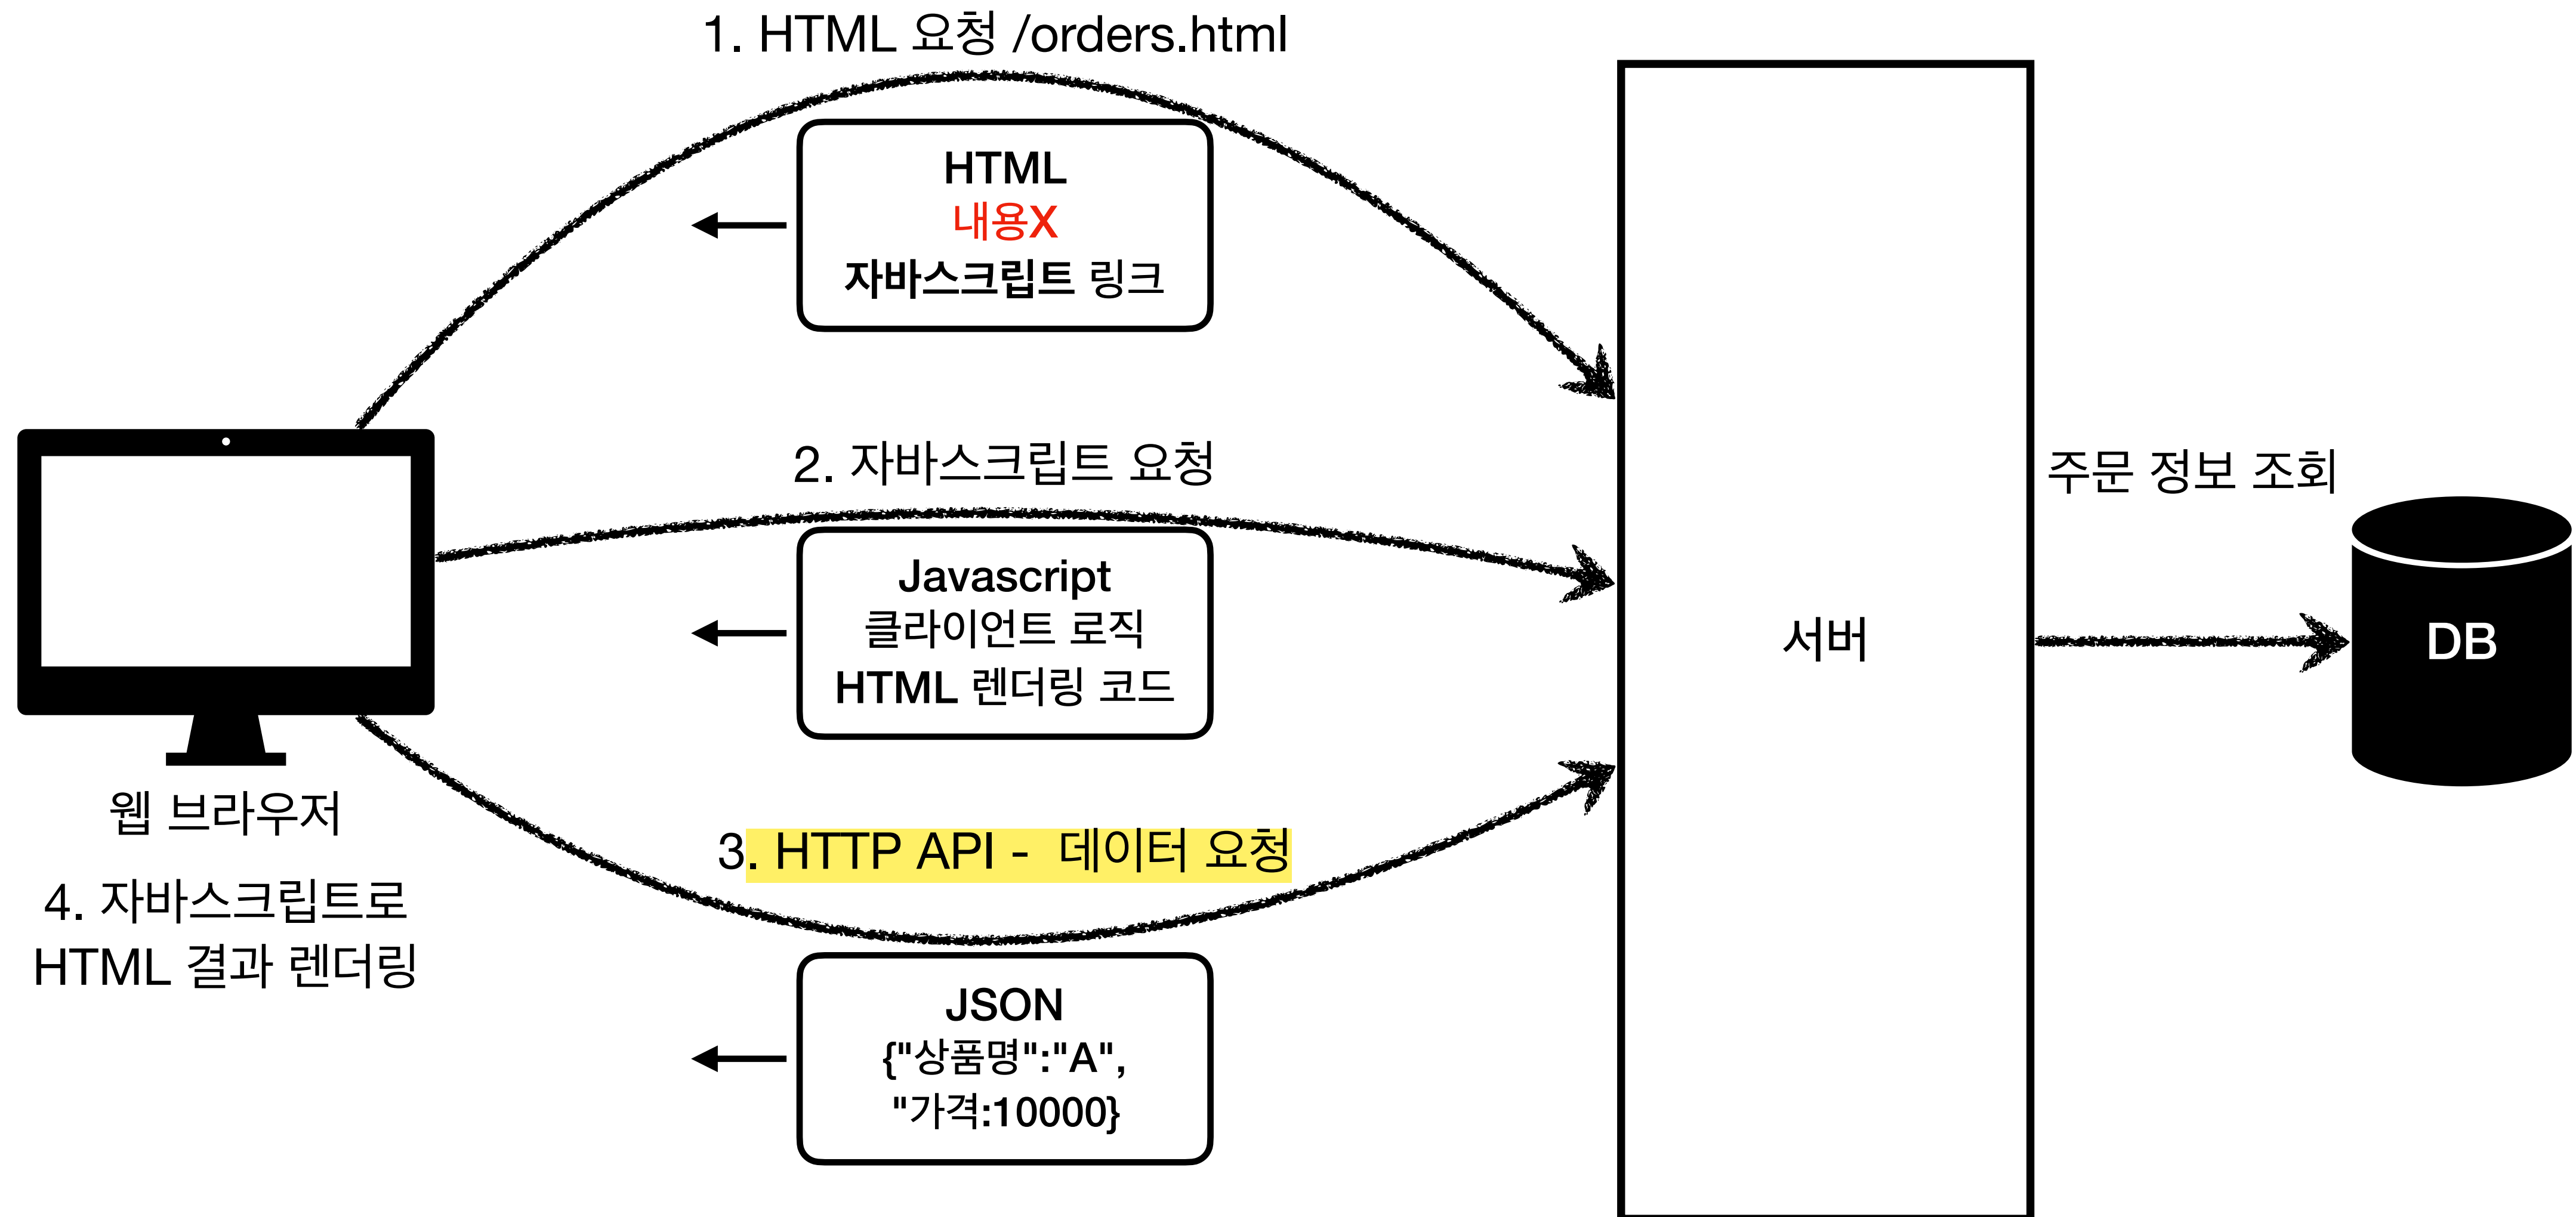 1. HTML 요청 /orders.html
HTML
내용X
자바스크립트 링크
2. 자바스크립트 요청
Javascript
클라이언트 로직
HTML 렌더링 코드
3. HTTP API - 데이터 요청
JSON
{"상품명":"A",
"가격:10000}
웹 브라우저
4. 자바스크립트로
HTML 결과 렌더링
서버
주문 정보 조회
DB